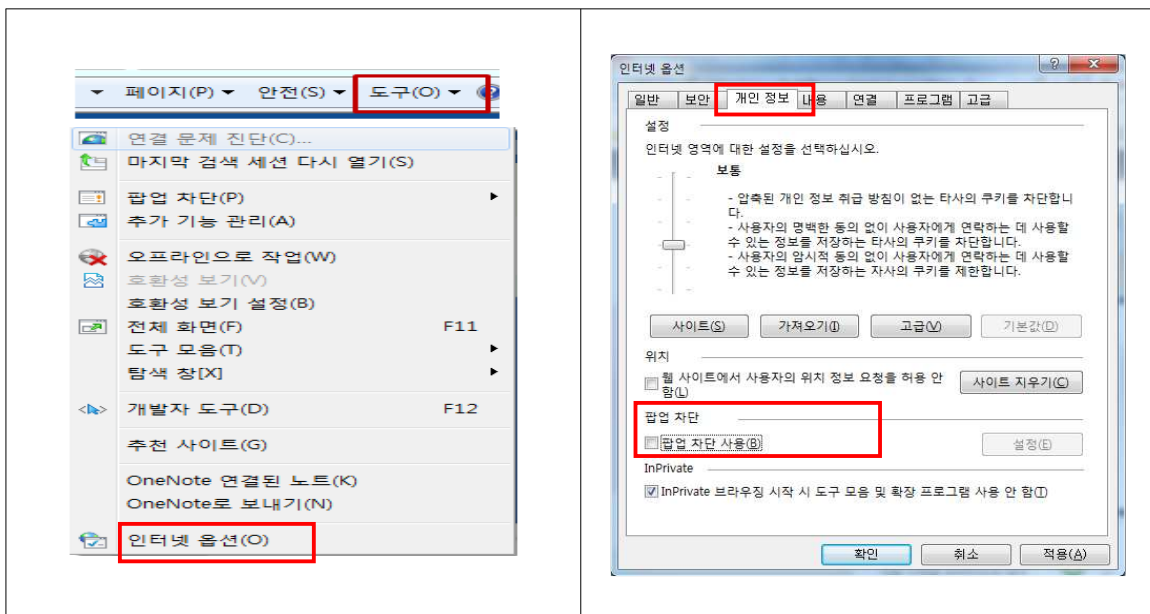 페이지(P) 안전(S) 도구(O)
연결 문제 진단(C)...
마지막 검색 세션 다시 열기(S)
팝업 차단(P)
추가 기능 관리(A)
오프라인으로 작업(W)
호환성 보기(V)
호환성 보기 설정(B)
전체 화면(F) F11
도구 모음(T)
탐색 창[X]
개발자 도구(D) F12
추천 사이트(G)
OneNote 연결된 노트(K)
OneNote로 보내기(N)
인터넷 옵션(O)
인터넷 옵션
일반 보안 개인 정보 내용 연결 프로그램 고급
설정
인터넷 영역에 대한 설정을 선택하십시오.
보통
- 압축된 개인 정보 취급 방침이 없는 타사의 쿠키를 차단합니
다.
- 사용자의 명백한 동의 없이 사용자에게 연락하는 데 사용할
수 있는 정보를 저장하는 타사의 쿠키를 차단합니다.
- 사용자의 암시적 동의 없이 사용자에게 연락하는 데 사용할
수 있는 정보를 저장하는 자사의 쿠키를 제한합니다.
사이트(S) 가져오기(I) 고급(V) 기본값(D)
위치
웹 사이트에서 사용자의 위치 정보 요청을 허용 안
함(L)
사이트 지우기(C)
팝업 차단
팝업 차단 사용(B) 설정(E)
InPrivate
InPrivate 브라우징 시작 시 도구 모음 및 확장 프로그램 사용 안 함(T)
확인 취소 적용(A)